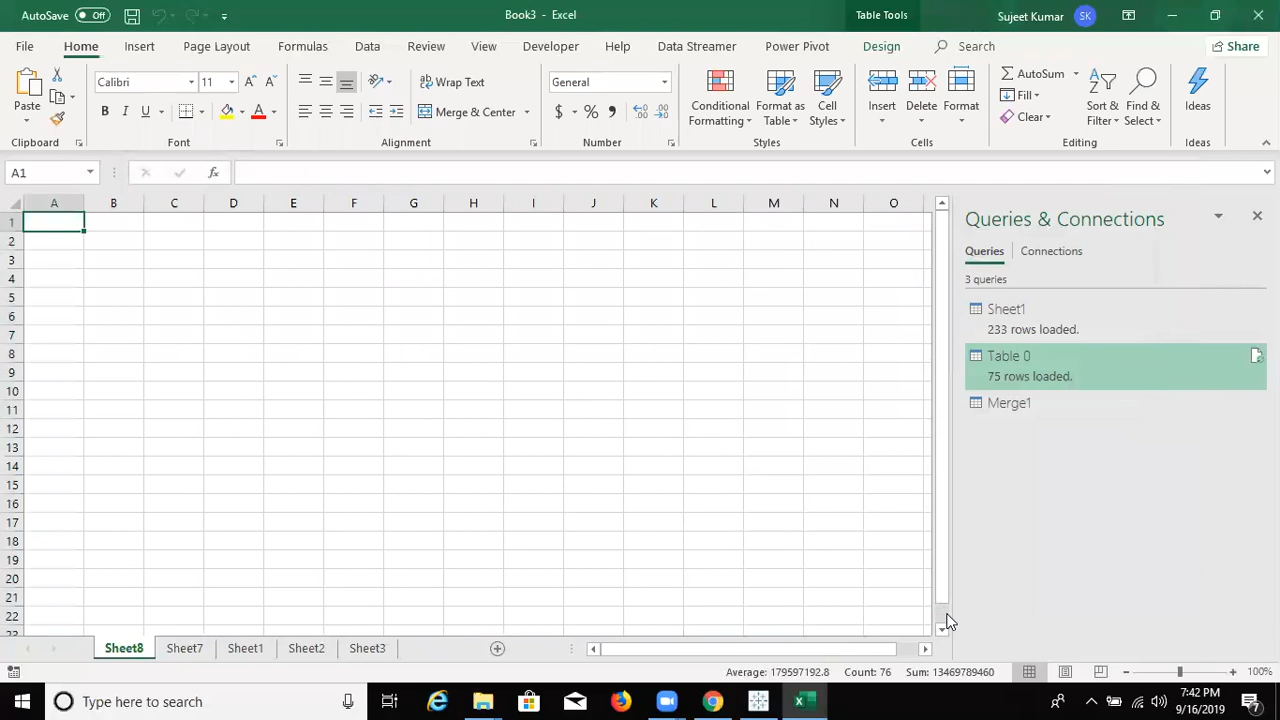 AutoSave Off Book3 - Excel Table Tools Sujeet Kumar SK
File Home Insert Page Layout Formulas Data Review View Developer Help Data Streamer Power Pivot Design Search Share
Paste Calibri 11 A A Wrap Text General Conditional Formatting Format as Table Cell Styles Insert Delete Format AutoSum Fill Clear Sort & Filter Find & Select Ideas
B I U A Merge & Center $ % ,
Clipboard Font Alignment Number Styles Cells Editing Ideas
A1 fx
A B C D E F G H I J K L M N O
1
2
3
4
5
6
7
8
9
10
11
12
13
14
15
16
17
18
19
20
21
22
23
Queries & Connections
Queries Connections
3 queries
Sheet1
233 rows loaded.
Table 0
75 rows loaded.
Merge1
Sheet8 Sheet7 Sheet1 Sheet2 Sheet3
Average: 179597192.8 Count: 76 Sum: 13469789460 100%
Type here to search
7:42 PM
9/16/2019
7